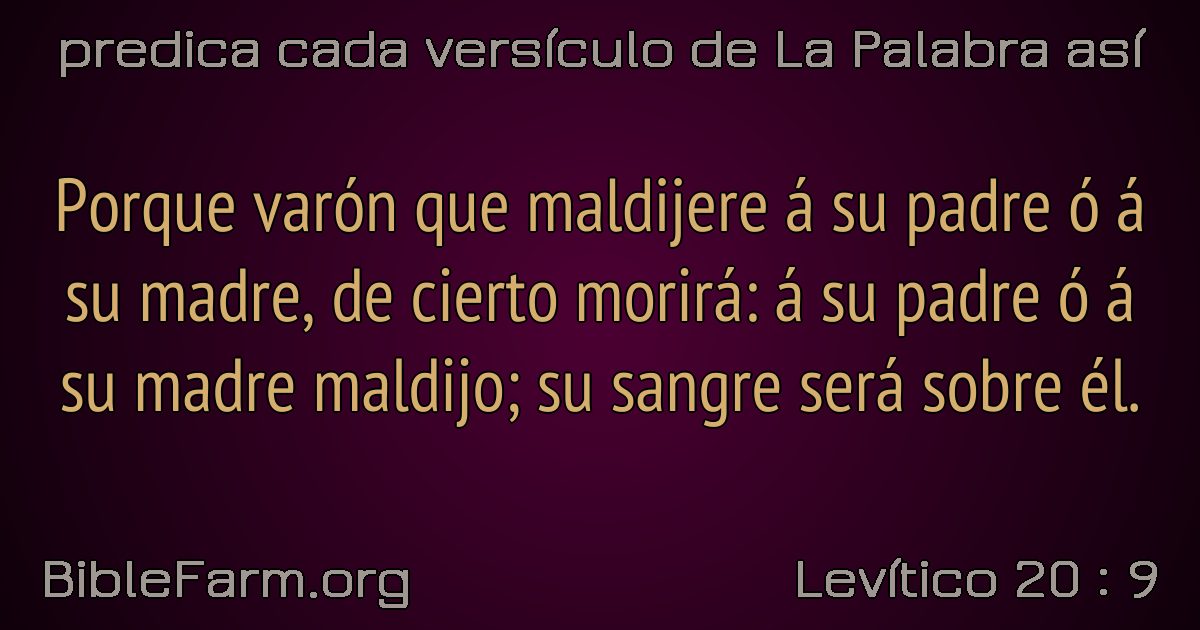 predica cada versículo de La Palabra así
Porque varón que maldijere á su padre ó á
su madre, de cierto morirá: á su padre ó á
su madre maldijo; su sangre será sobre él.
BibleFarm.org
Levítico 20 : 9